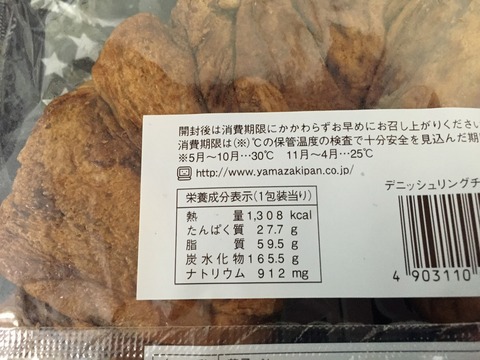 開封後は消費期限にかかわらずお早めにお召し上がりくださ
消費期限は(※)℃の保管温度の検査で十分安全を見込んだ期
※5月～10月…30℃ 11月～4月…25℃
http://www.yamazakipan.co.jp/
栄養成分表示(1包装当り)
熱 量 1,308 kcal
たんぱく質 27.7 g
脂 質 59.5 g
炭水化物 165.5 g
ナトリウム 912 mg
デニッシュリングチ
4 903110